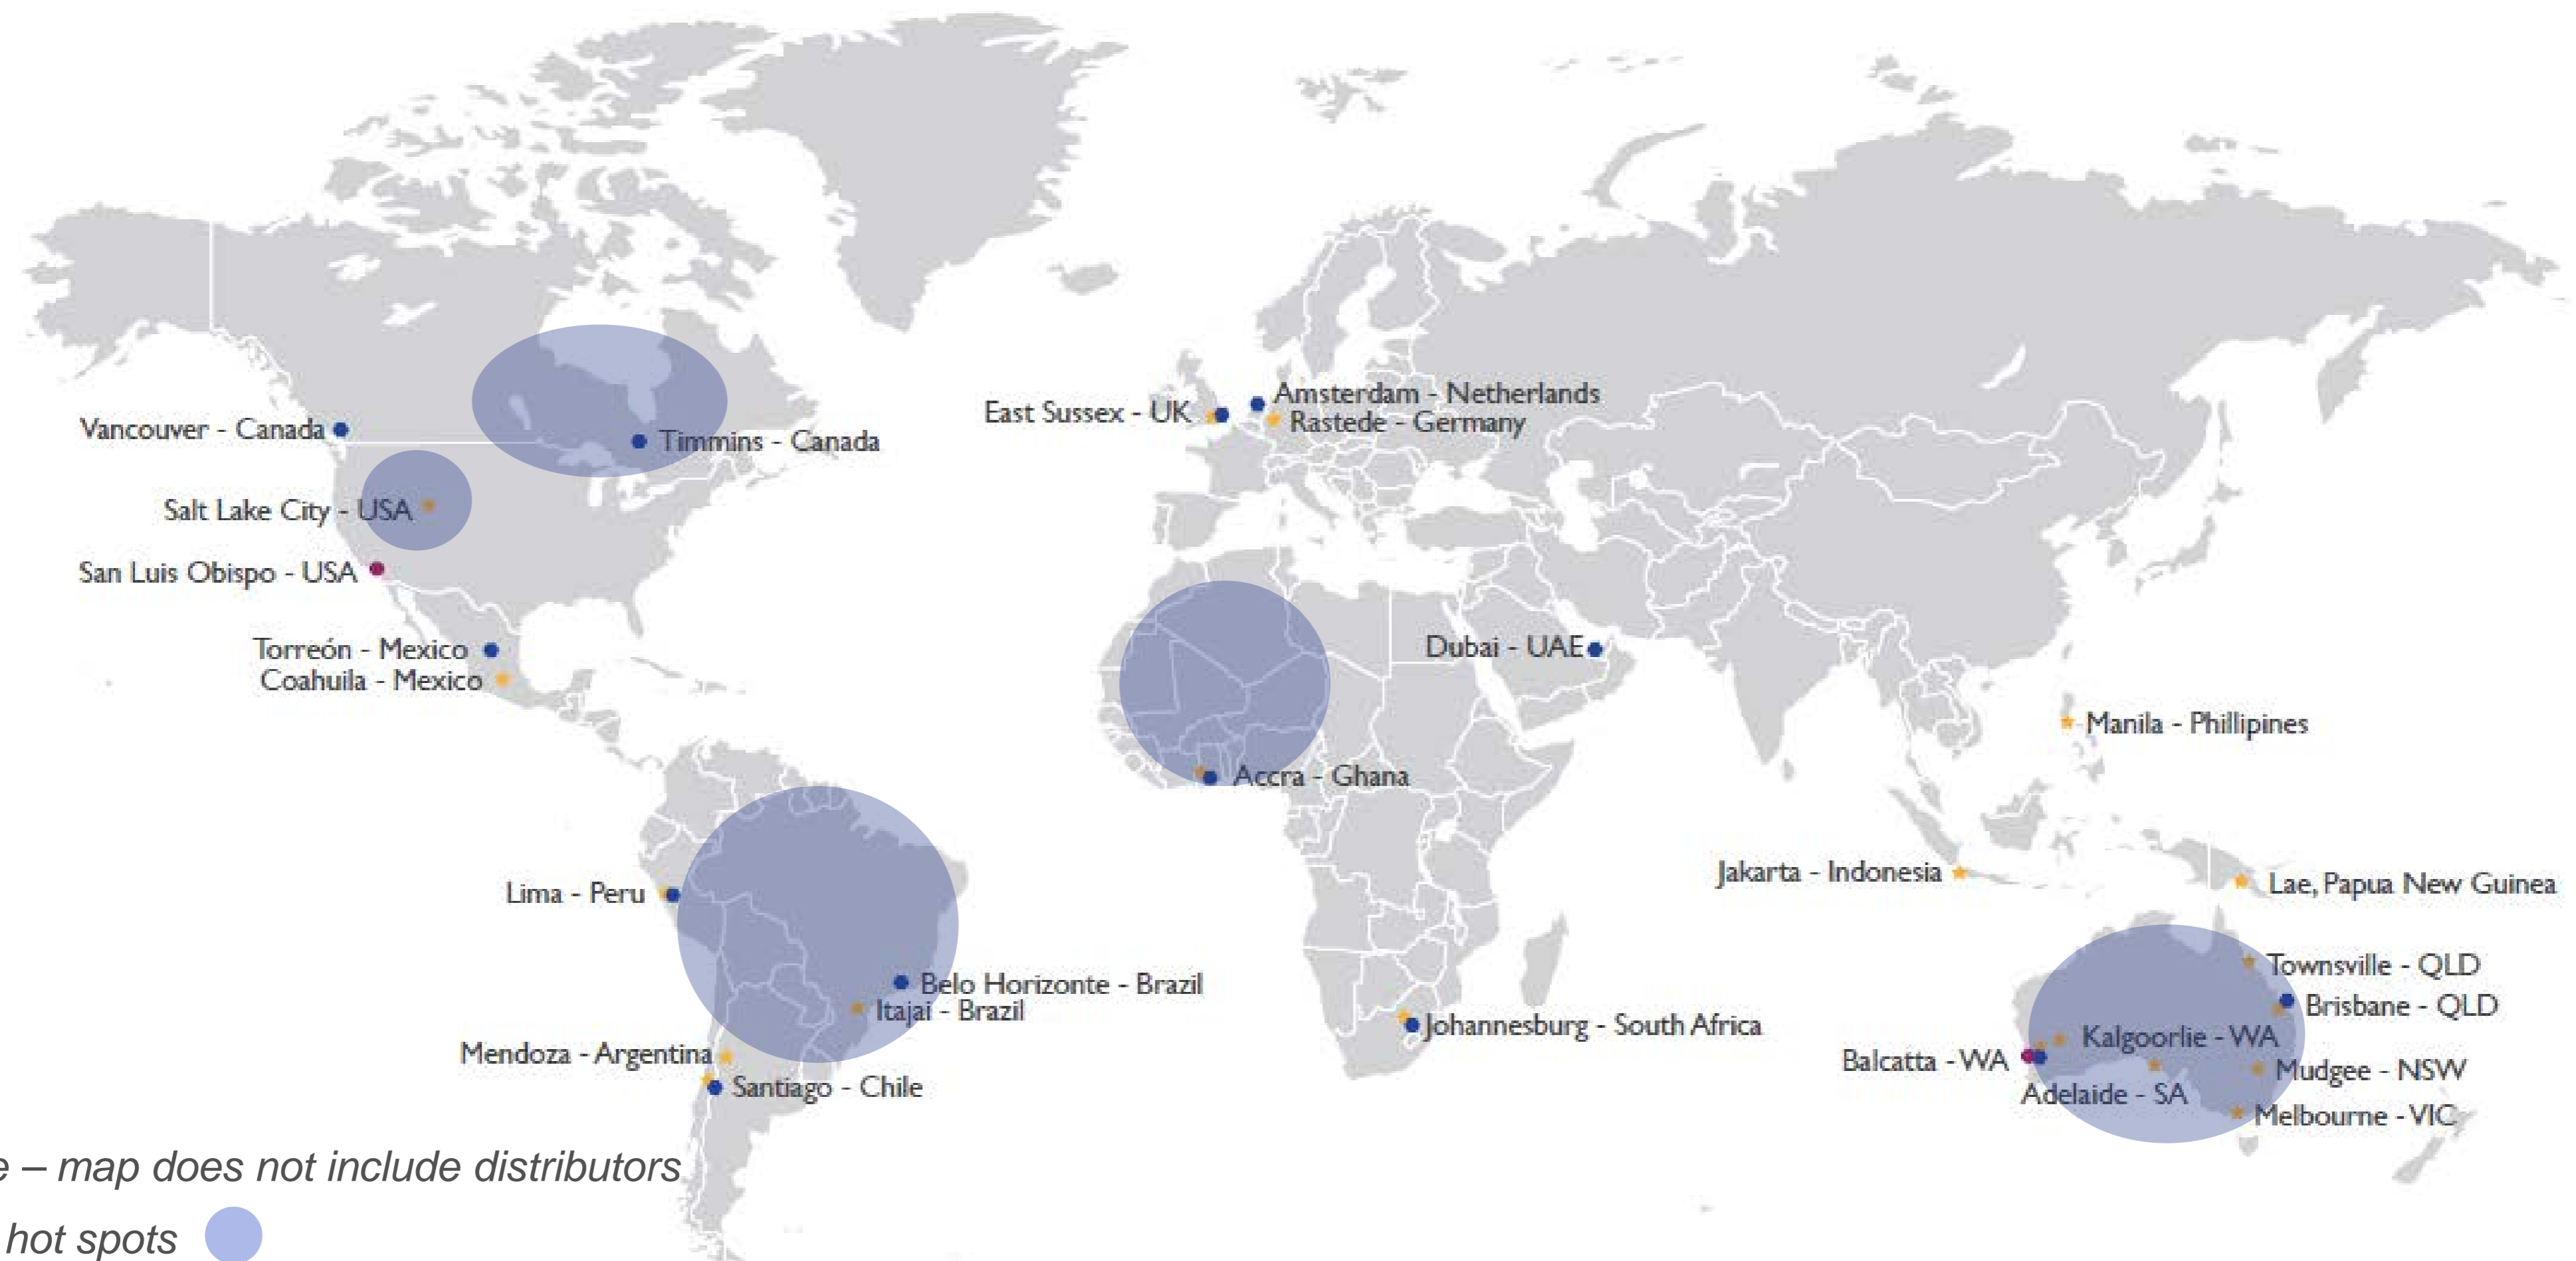 Amsterdam - Netherlands
East Sussex - UK
Rastede - Germany
Vancouver - Canada
Timmins - Canada
Salt Lake City - USA
San Luis Obispo - USA
Torreón - Mexico
Dubai - UAE
Coahuila - Mexico
Manila - Phillipines
Accra - Ghana
Jakarta - Indonesia
Lae, Papua New Guinea
Lima - Peru
Townsville - QLD
Belo Horizonte - Brazil
Brisbane - QLD
Itajai - Brazil
Johannesburg - South Africa
Kalgoorlie - WA
Mendoza - Argentina
Balcatta - WA
Mudgee - NSW
Santiago - Chile
Adelaide - SA
Melbourne - VIC
– map does not include distributors
hot spots